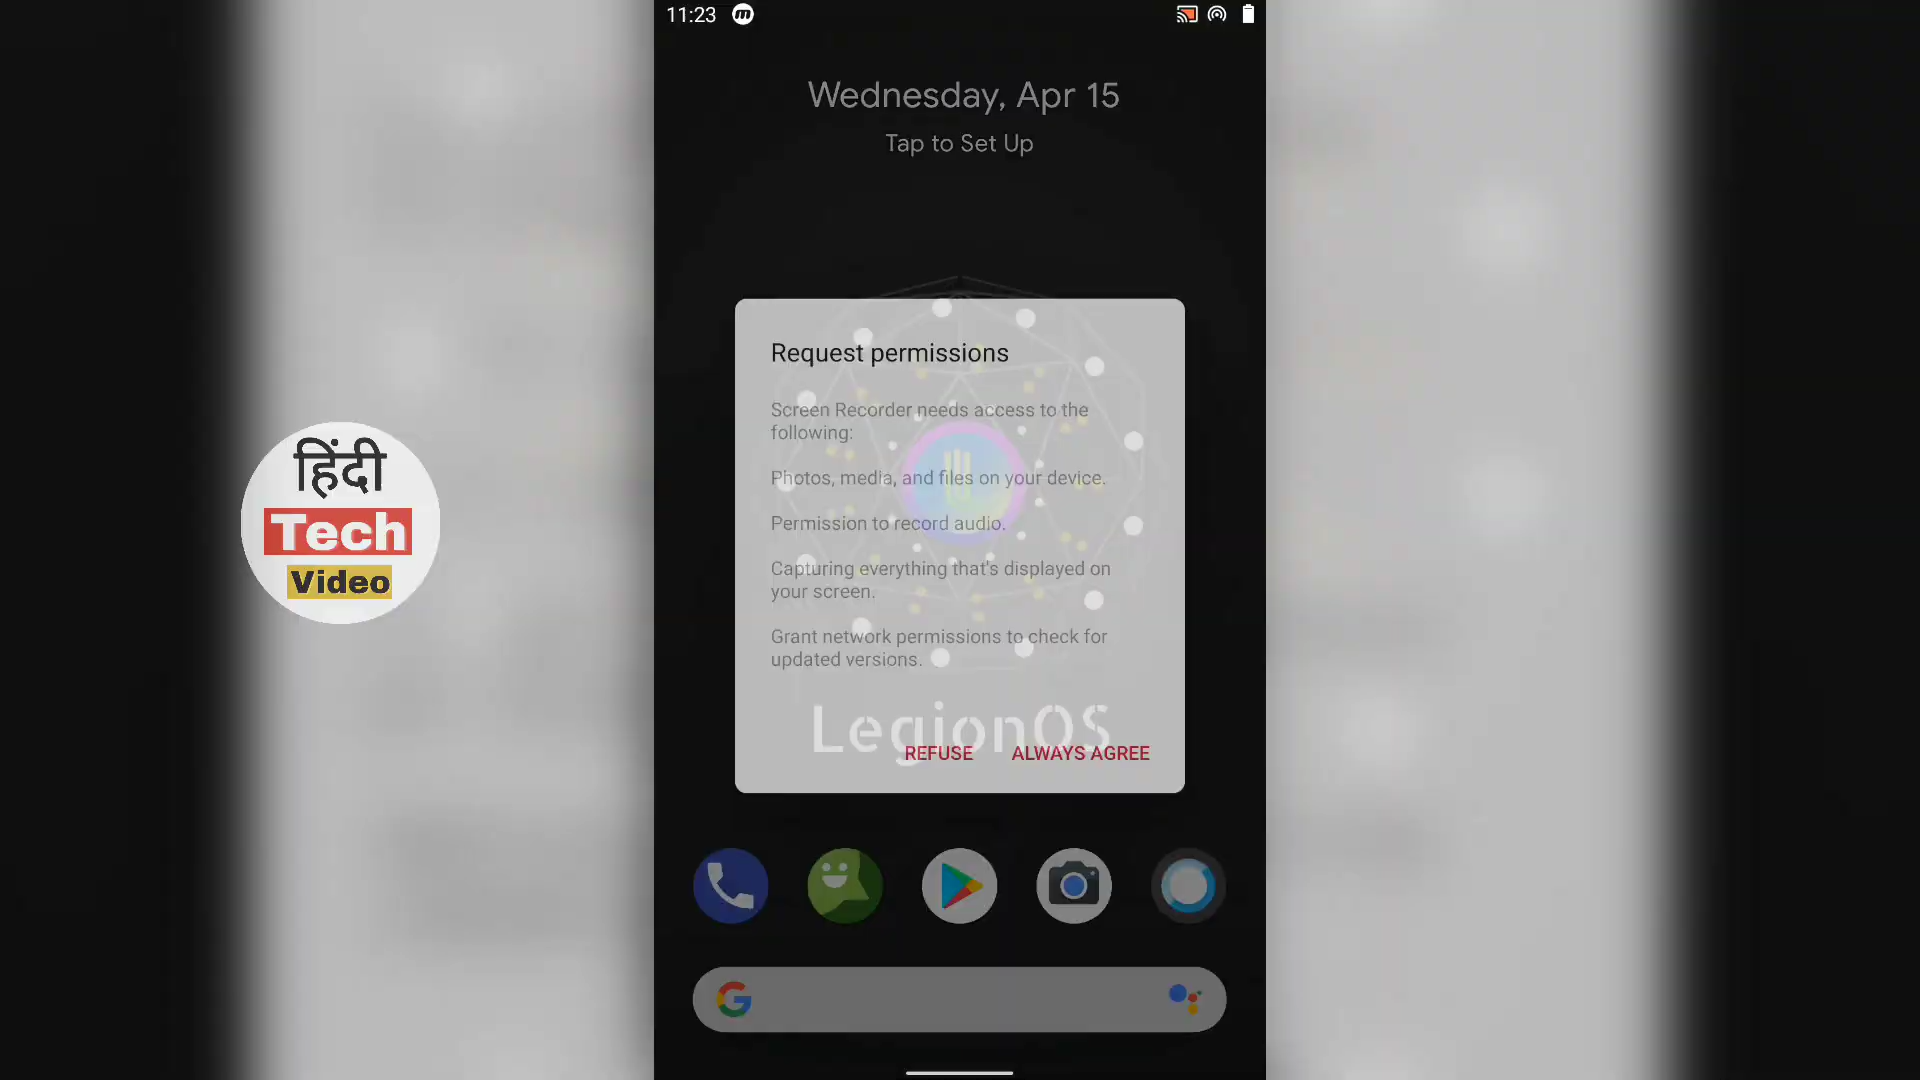 11:23
Wednesday, Apr 15
Tap to Set Up
Request permissions
Screen Recorder needs access to the
following:
Photos, media, and files on your device.
Permission to record audio.
Capturing everything that's displayed on
your screen.
Grant network permissions to check for
updated versions.
LegionOS
REFUSE ALWAYS AGREE
हिंदी
Tech
Video